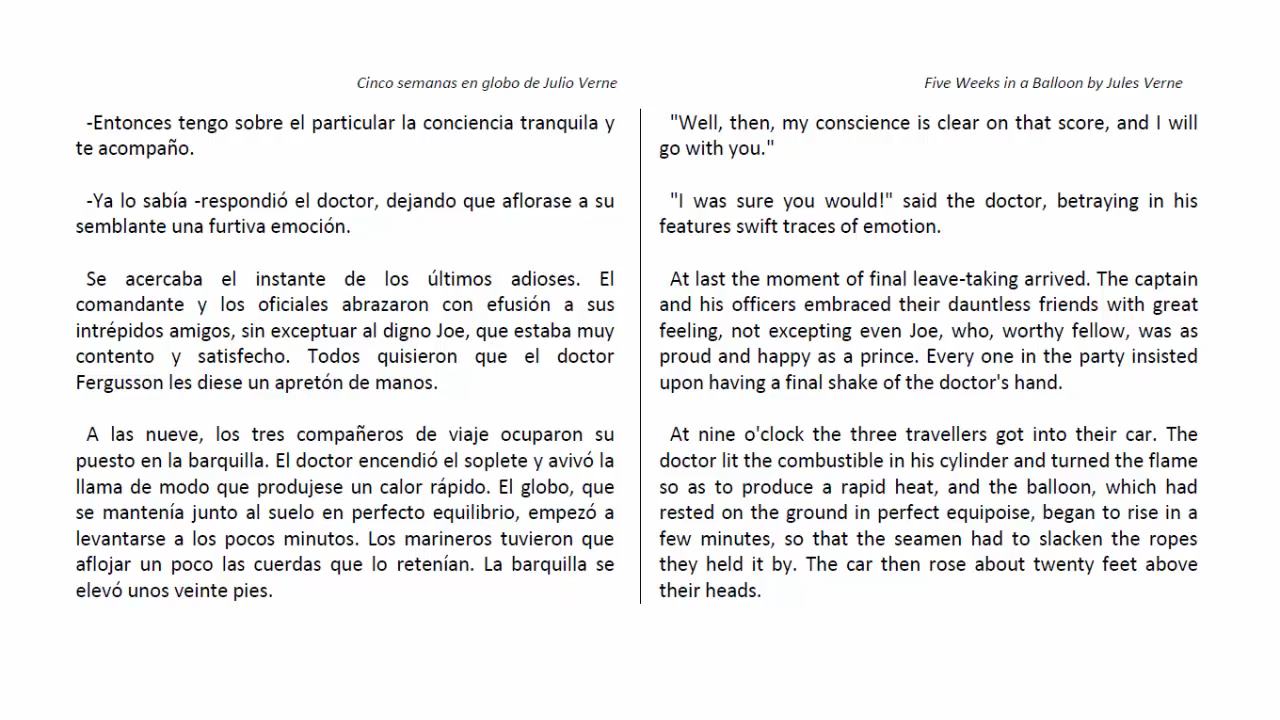 Cinco semanas en globo de Julio Verne
-Entonces tengo sobre el particular la conciencia tranquila y
te acompaño.
-Ya lo sabía -respondió el doctor, dejando que aflorase a su
semblante una furtiva emoción.
Se acercaba el instante de los últimos adioses. El
comandante y los oficiales abrazaron con efusión a sus
intrépidos amigos, sin exceptuar al digno Joe, que estaba muy
contento y satisfecho. Todos quisieron que el doctor
Fergusson les diese un apretón de manos.
A las nueve, los tres compañeros de viaje ocuparon su
puesto en la barquilla. El doctor encendió el soplete y avivó la
llama de modo que produjese un calor rápido. El globo, que
se mantenía junto al suelo en perfecto equilibrio, empezó a
levantarse a los pocos minutos. Los marineros tuvieron que
aflojar un poco las cuerdas que lo retenían. La barquilla se
elevó unos veinte pies.
Five Weeks in a Balloon by Jules Verne
"Well, then, my conscience is clear on that score, and I will
go with you."
"I was sure you would!" said the doctor, betraying in his
features swift traces of emotion.
At last the moment of final leave-taking arrived. The captain
and his officers embraced their dauntless friends with great
feeling, not excepting even Joe, who, worthy fellow, was as
proud and happy as a prince. Every one in the party insisted
upon having a final shake of the doctor's hand.
At nine o'clock the three travellers got into their car. The
doctor lit the combustible in his cylinder and turned the flame
so as to produce a rapid heat, and the balloon, which had
rested on the ground in perfect equipoise, began to rise in a
few minutes, so that the seamen had to slacken the ropes
they held it by. The car then rose about twenty feet above
their heads.